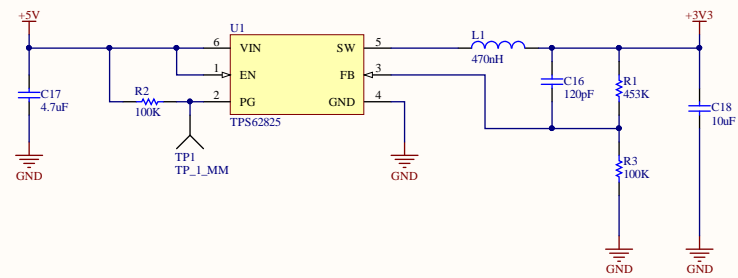 +5V
+3V3
U1
L1
6
VIN
SW
5
470nH
1
EN
FB
3
C16
120pF
R1
453K
C17
4.7uF
R2
100K
2
PG
GND
4
C18
10uF
TPS62825
TP1
TP_1_MM
R3
100K
GND
GND
GND
GND